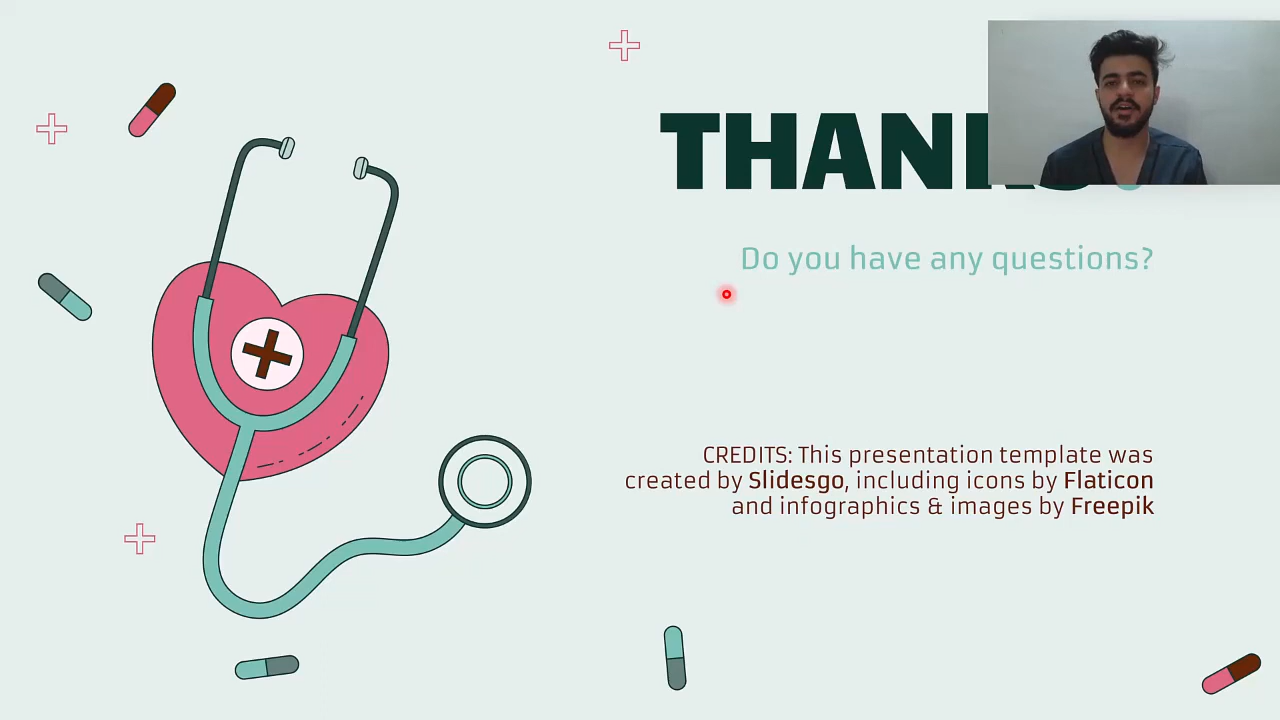 THANKS
Do you have any questions?
CREDITS: This presentation template was
created by Slidesgo, including icons by Flaticon
and infographics & images by Freepik